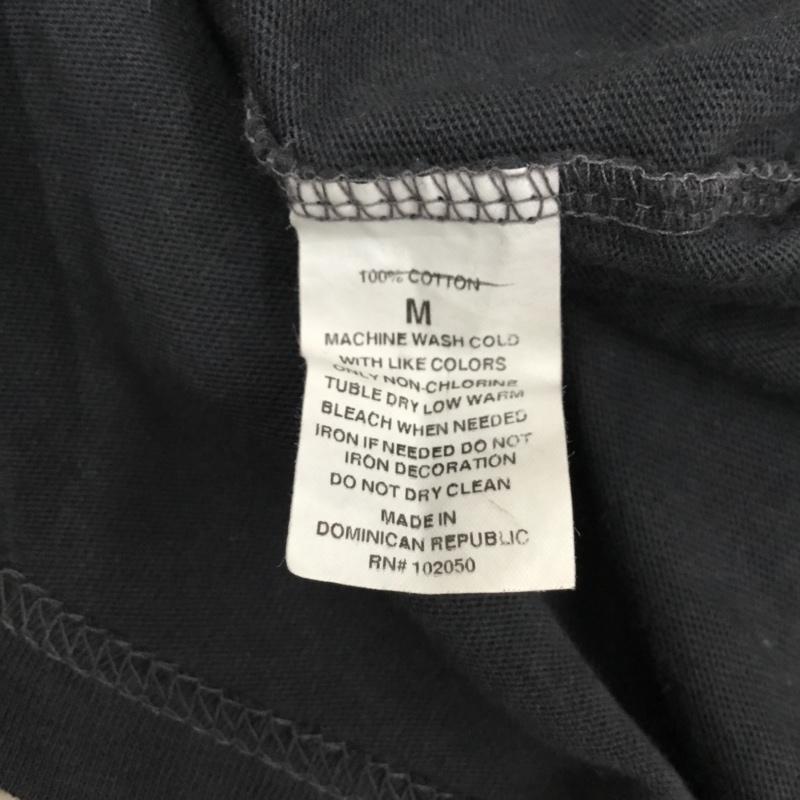 100% COTTON
M
MACHINE WASH COLD
WITH LIKE COLORS
ONLY NON-CHLORINE
TUBLE DRY LOW WARM
BLEACH WHEN NEEDED
IRON IF NEEDED DO NOT
IRON DECORATION
DO NOT DRY CLEAN
MADE IN
DOMINICAN REPUBLIC
RN# 102050